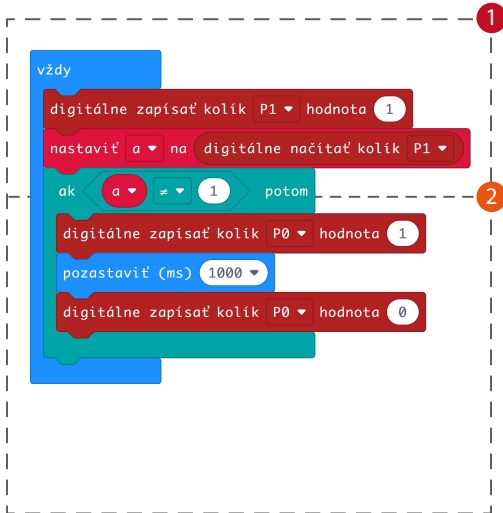 1
vždy
digitálne zapísať kolík P1 hodnota 1
nastaviť a na digitálne načítať kolík P1
ak a ≠ 1 potom
2
digitálne zapísať kolík P0 hodnota 1
pozastaviť (ms) 1000
digitálne zapísať kolík P0 hodnota 0